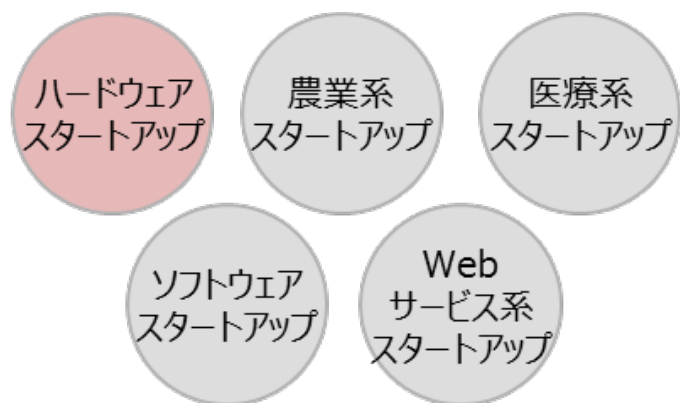 ハードウェア
スタートアップ
農業系
スタートアップ
医療系
スタートアップ
ソフトウェア
スタートアップ
Web
サービス系
スタートアップ